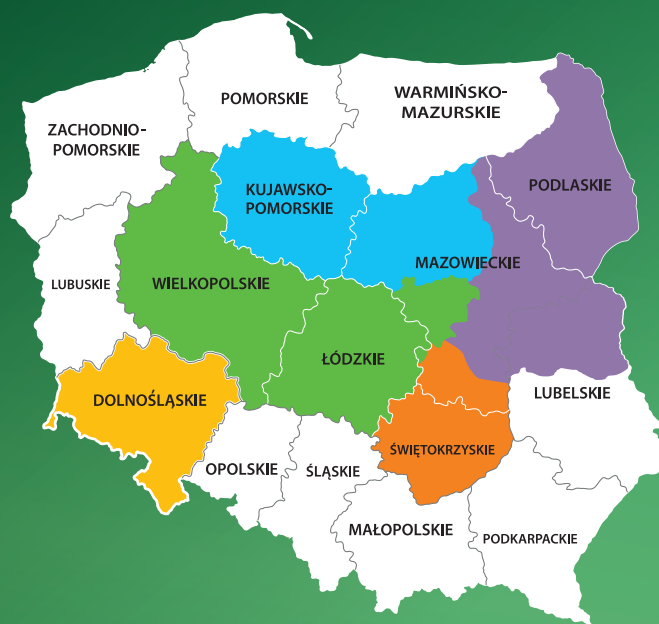 POMORSKIE
WARMIŃSKO-
MAZURSKIE
ZACHODNIO-
POMORSKIE
KUJAWSKO-
POMORSKIE
PODLASKIE
MAZOWIECKIE
LUBUSKIE
WIELKOPOLSKIE
ŁÓDZKIE
DOLNOŚLĄSKIE
LUBELSKIE
OPOLSKIE
ŚLĄSKIE
ŚWIĘTOKRZYSKIE
MAŁOPOLSKIE
PODKARPACKIE